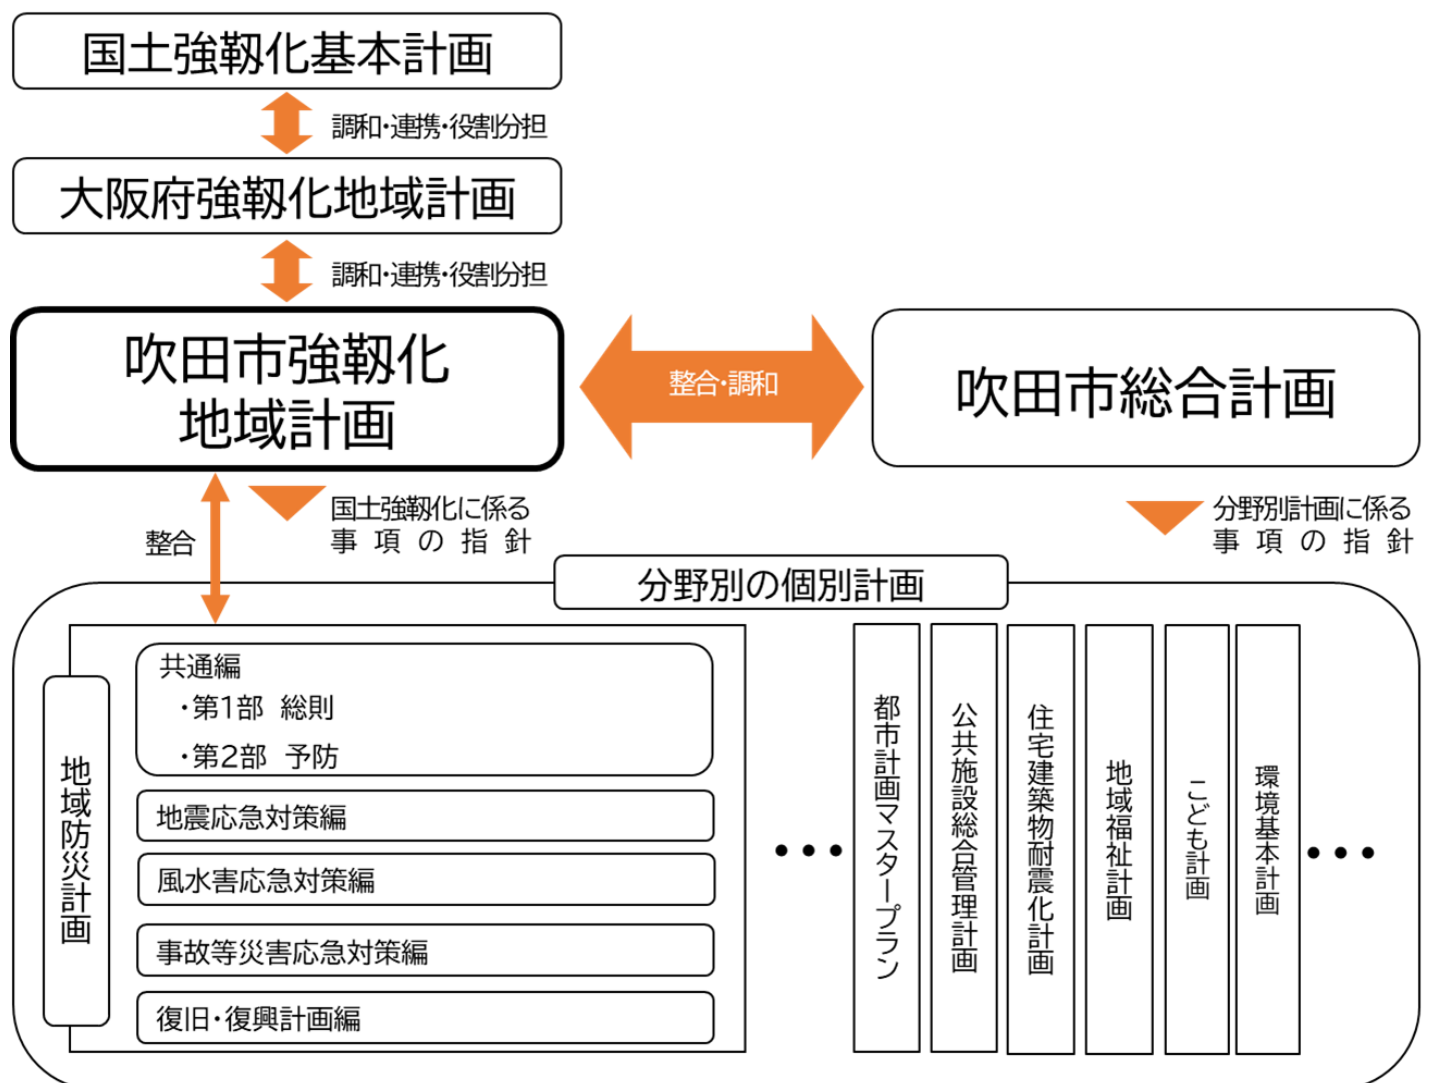 国土強靱化基本計画
調和・連携・役割分担
大阪府強靱化地域計画
調和・連携・役割分担
吹田市強靱化
地域計画
整合・調和
吹田市総合計画
整合
国土強靱化に係る
事項の指針
分野別計画に係る
事項の指針
分野別の個別計画
地域防災計画
共通編
・第1部 総則
・第2部 予防
地震応急対策編
風水害応急対策編
事故等災害応急対策編
復旧・復興計画編
•••
都市計画マスタープラン
公共施設総合管理計画
住宅建築物耐震化計画
地域福祉計画
こども計画
環境基本計画
•••